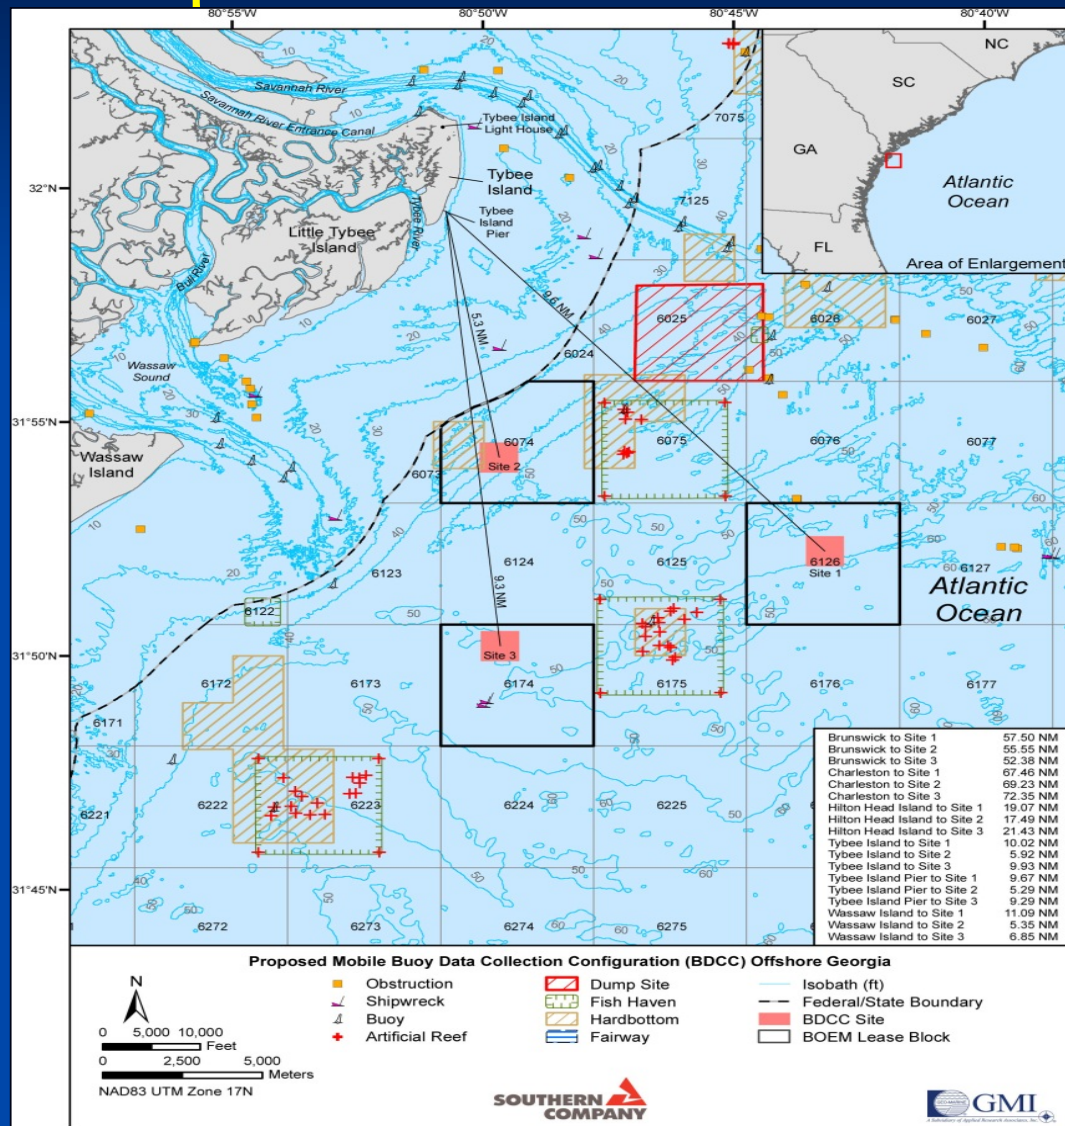 80°55'W 80°50'W 80°45'W 80°40'W
NC
SC
GA
FL
Atlantic
Ocean
Area of Enlargement
Savannah River
Savannah River Entrance Canal
Tybee Island
Light House
Tybee
Island
Tybee
Island
Pier
Tybee River
Little Tybee
Island
Bull River
Wassaw
Sound
Wassaw
Island
32°N
31°55'N
31°50'N
31°45'N
5.3 NM
9.6 NM
9.3 NM
7075
7125
6025
6026
6027
6024
6073
6074
Site 2
6075
6076
6077
6122
6123
6124
6125
6126
Site 1
6127
Atlantic
Ocean
6171
6172
6173
Site 3
6174
6175
6176
6177
6221
6222
6223
6224
6225
6272
6273
6274
6275
Brunswick to Site 1 57.50 NM
Brunswick to Site 2 55.55 NM
Brunswick to Site 3 52.38 NM
Charleston to Site 1 67.46 NM
Charleston to Site 2 69.23 NM
Charleston to Site 3 72.35 NM
Hilton Head Island to Site 1 19.07 NM
Hilton Head Island to Site 2 17.49 NM
Hilton Head Island to Site 3 21.43 NM
Tybee Island to Site 1 10.02 NM
Tybee Island to Site 2 5.92 NM
Tybee Island to Site 3 9.93 NM
Tybee Island Pier to Site 1 9.67 NM
Tybee Island Pier to Site 2 5.29 NM
Tybee Island Pier to Site 3 9.29 NM
Wassaw Island to Site 1 11.09 NM
Wassaw Island to Site 2 5.35 NM
Wassaw Island to Site 3 6.85 NM
Proposed Mobile Buoy Data Collection Configuration (BDCC) Offshore Georgia
N
0 5,000 10,000
Feet
0 2,500 5,000
Meters
NAD83 UTM Zone 17N
Obstruction
Shipwreck
Buoy
Artificial Reef
Dump Site
Fish Haven
Hardbottom
Fairway
Isobath (ft)
Federal/State Boundary
BDCC Site
BOEM Lease Block
SOUTHERN
COMPANY
GMI